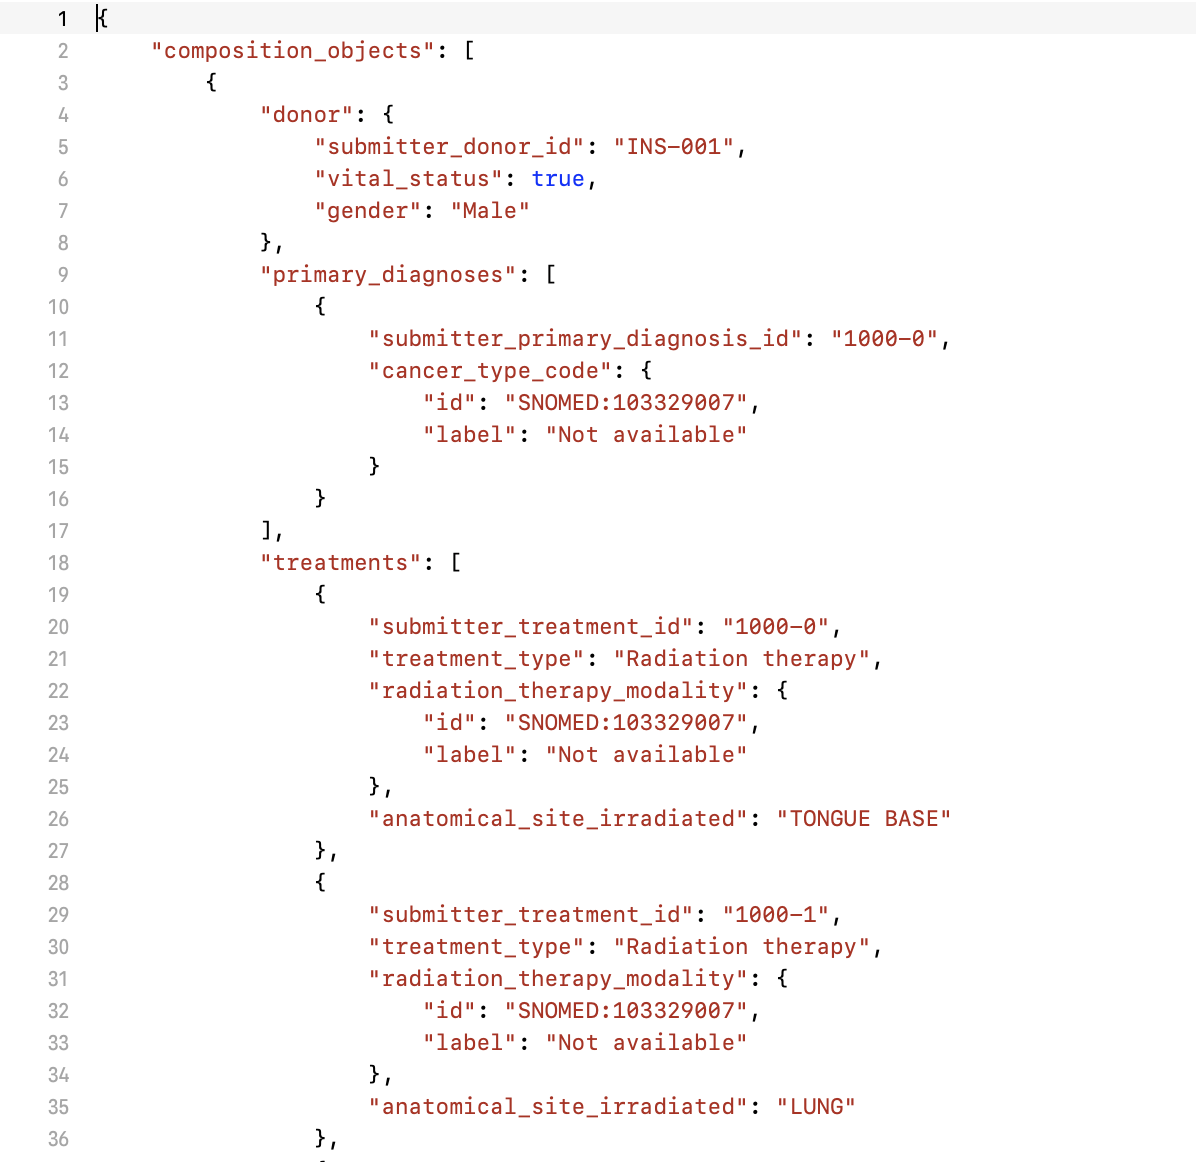 1 {
2 "composition_objects": [
3 {
4 "donor": {
5 "submitter_donor_id": "INS-001",
6 "vital_status": true,
7 "gender": "Male"
8 },
9 "primary_diagnoses": [
10 {
11 "submitter_primary_diagnosis_id": "1000-0",
12 "cancer_type_code": {
13 "id": "SNOMED:103329007",
14 "label": "Not available"
15 }
16 }
17 ],
18 "treatments": [
19 {
20 "submitter_treatment_id": "1000-0",
21 "treatment_type": "Radiation therapy",
22 "radiation_therapy_modality": {
23 "id": "SNOMED:103329007",
24 "label": "Not available"
25 },
26 "anatomical_site_irradiated": "TONGUE BASE"
27 },
28 {
29 "submitter_treatment_id": "1000-1",
30 "treatment_type": "Radiation therapy",
31 "radiation_therapy_modality": {
32 "id": "SNOMED:103329007",
33 "label": "Not available"
34 },
35 "anatomical_site_irradiated": "LUNG"
36 },